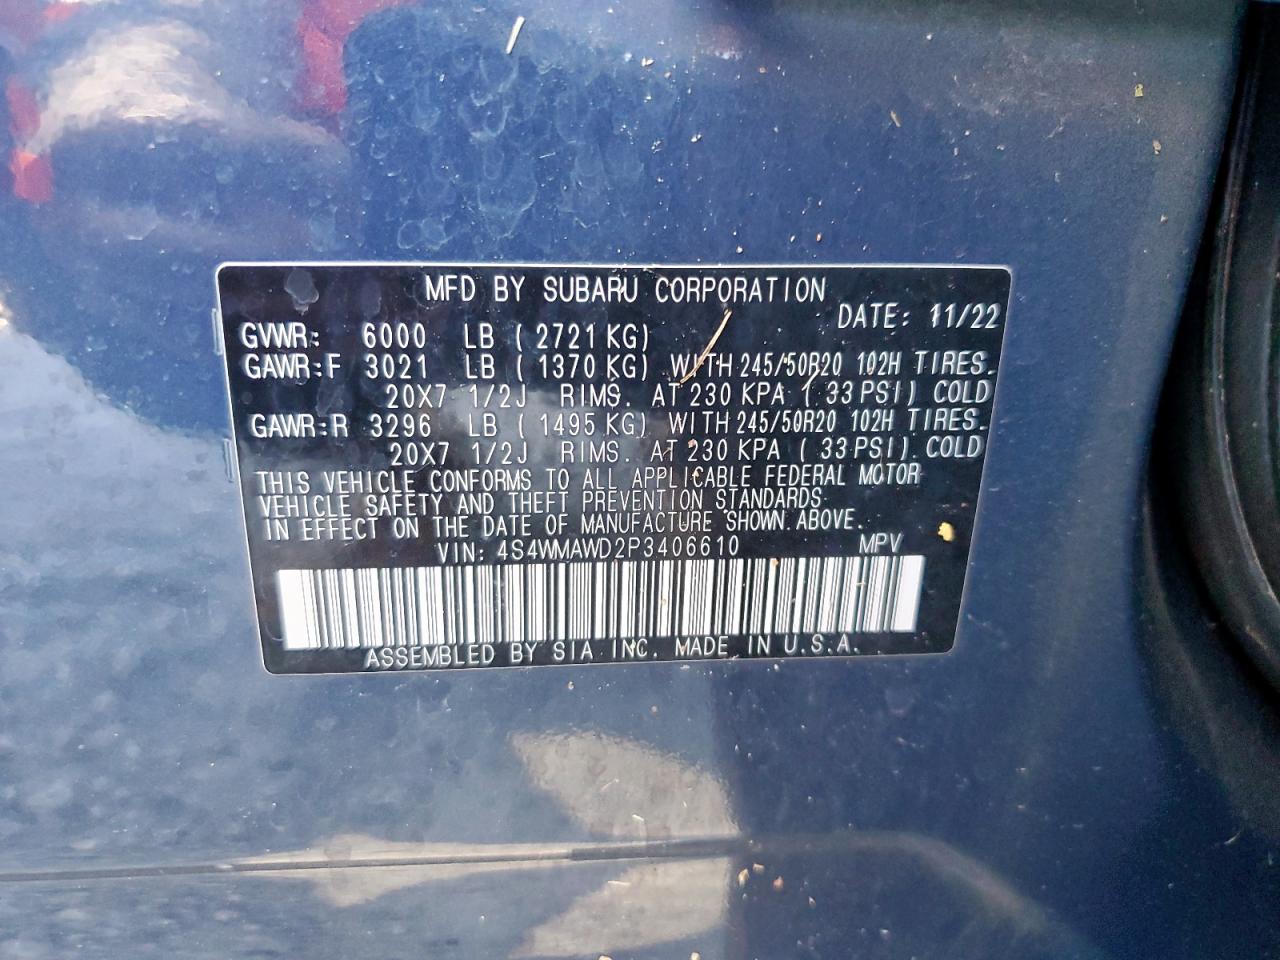 MFD BY SUBARU CORPORATION
DATE: 11/22
GVWR: 6000 LB ( 2721 KG)
GAWR:F 3021 LB ( 1370 KG) WITH 245/50R20 102H TIRES.
20X7 1/2J RIMS. AT 230 KPA ( 33 PSI) COLD
GAWR:R 3296 LB ( 1495 KG) WITH 245/50R20 102H TIRES.
20X7 1/2J RIMS. AT 230 KPA ( 33 PSI) COLD
THIS VEHICLE CONFORMS TO ALL APPLICABLE FEDERAL MOTOR
VEHICLE SAFETY AND THEFT PREVENTION STANDARDS
IN EFFECT ON THE DATE OF MANUFACTURE SHOWN ABOVE.
VIN: 4S4WMAWD2P3406610 MPV
ASSEMBLED BY SIA INC. MADE IN U.S.A.